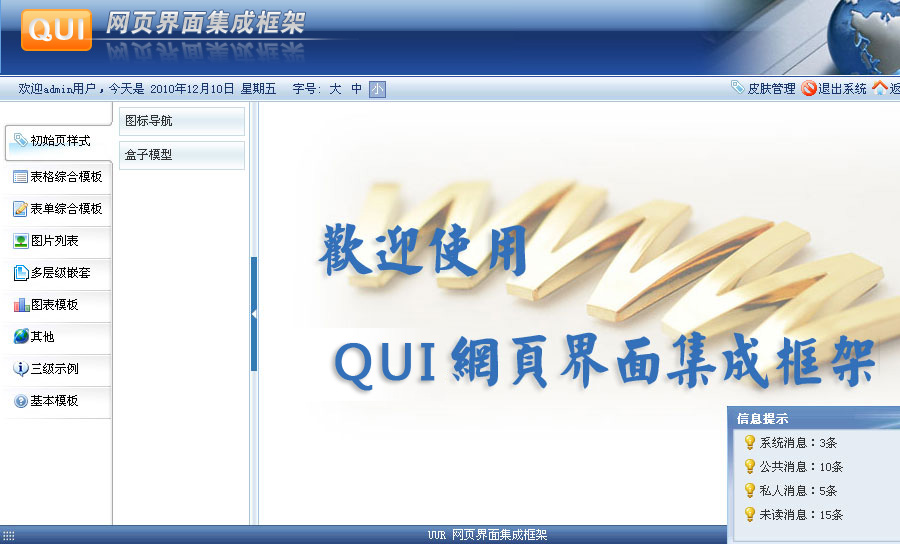 QUI 网页界面集成框架
欢迎admin用户，今天是 2010年12月10日 星期五 字号: 大 中 小
皮肤管理 退出系统 返
初始页样式
表格综合模板
表单综合模板
图片列表
多层级嵌套
图表模板
其他
三级示例
基本模板
图标导航
盒子模型
歡迎使用
QUI 網頁界面集成框架
信息提示
系统消息：3条
公共消息：10条
私人消息：5条
未读消息：15条
UUR 网页界面集成框架